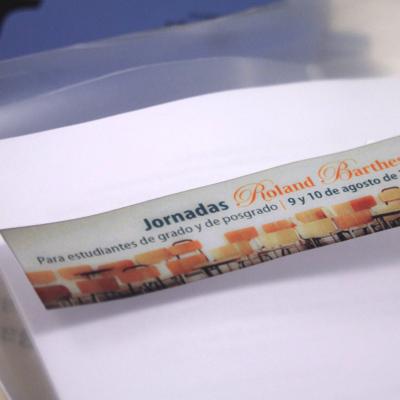 Jornadas Roland Barthes
Para estudiantes de grado y de posgrado | 9 y 10 de agosto de